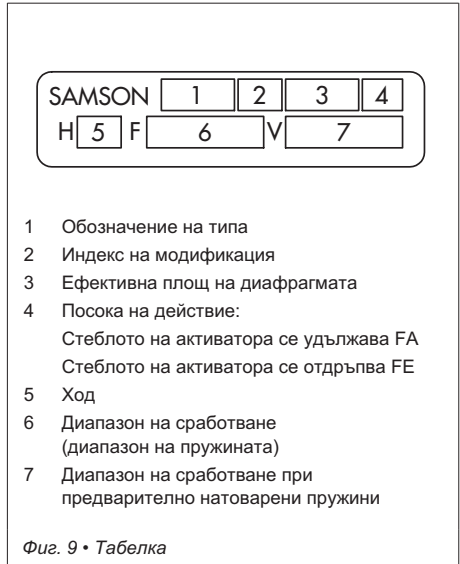 SAMSON 1 2 3 4
H 5 F 6 V 7
1 Обозначение на типа
2 Индекс на модификация
3 Ефективна площ на диафрагмата
4 Посока на действие:
Стеблото на активатора се удължава FA
Стеблото на активатора се отдръпва FE
5 Ход
6 Диапазон на сработване
(диапазон на пружината)
7 Диапазон на сработване при
предварително натоварени пружини
Фиг. 9 • Табелка